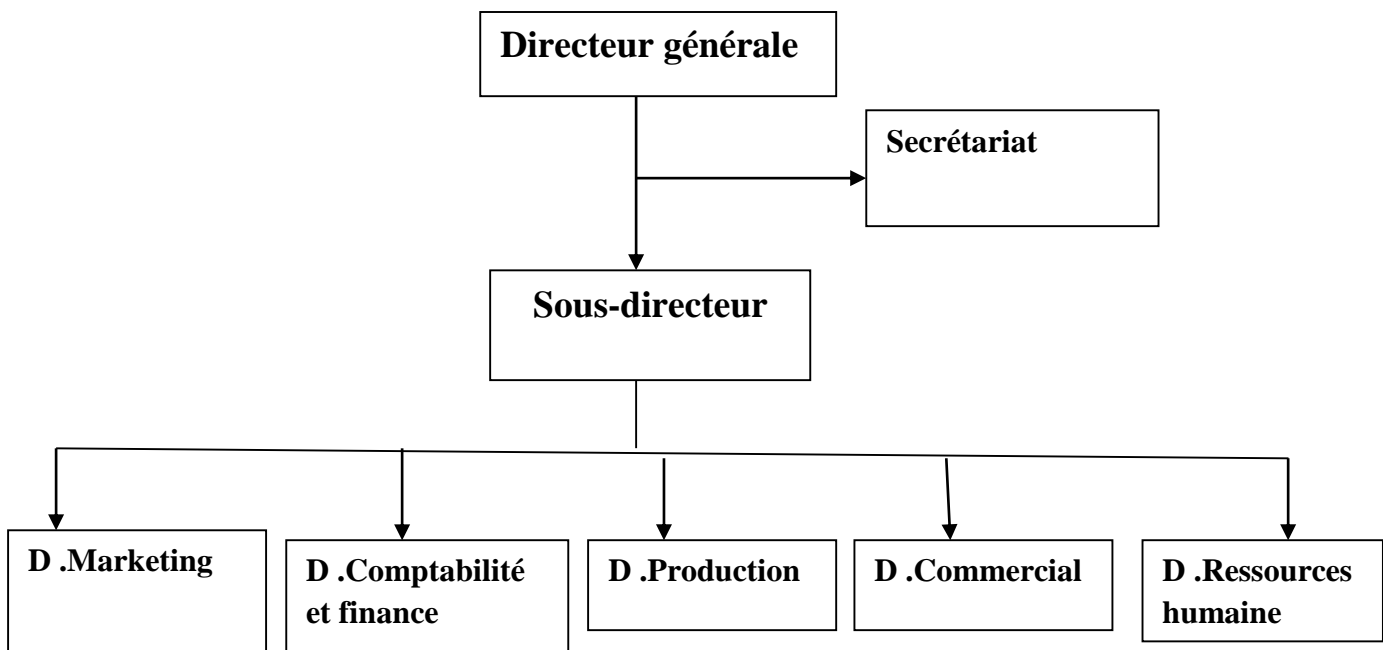 Directeur générale
Secrétariat
Sous-directeur
D .Marketing
D .Comptabilité
et finance
D .Production
D .Commercial
D .Ressources
humaine